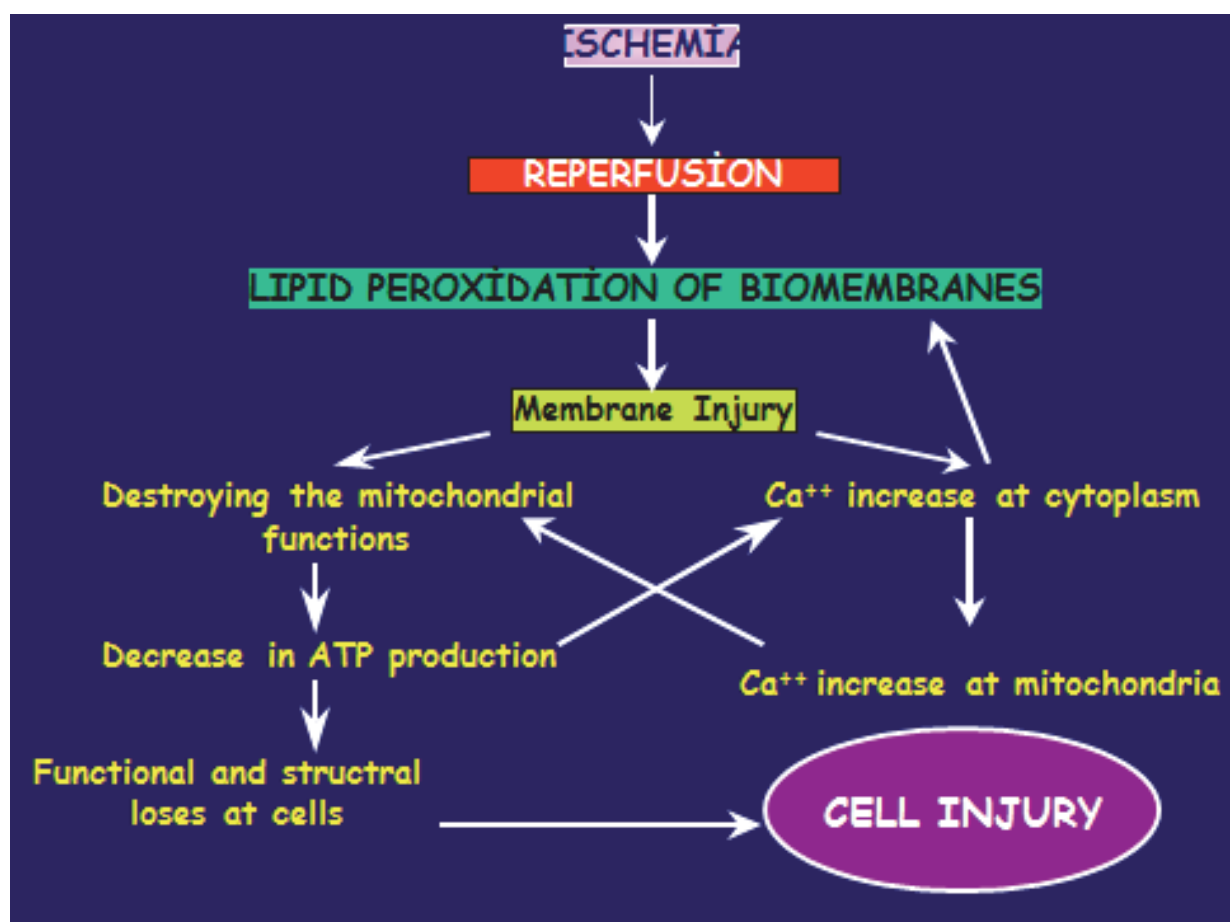 ISCHEMİA
REPERFUSİON
LIPID PEROXİDATİON OF BIOMEMBRANES
Membrane Injury
Destroying the mitochondrial
functions
Ca⁺⁺ increase at cytoplasm
Decrease in ATP production
Ca⁺⁺ increase at mitochondria
Functional and structral
loses at cells
CELL INJURY